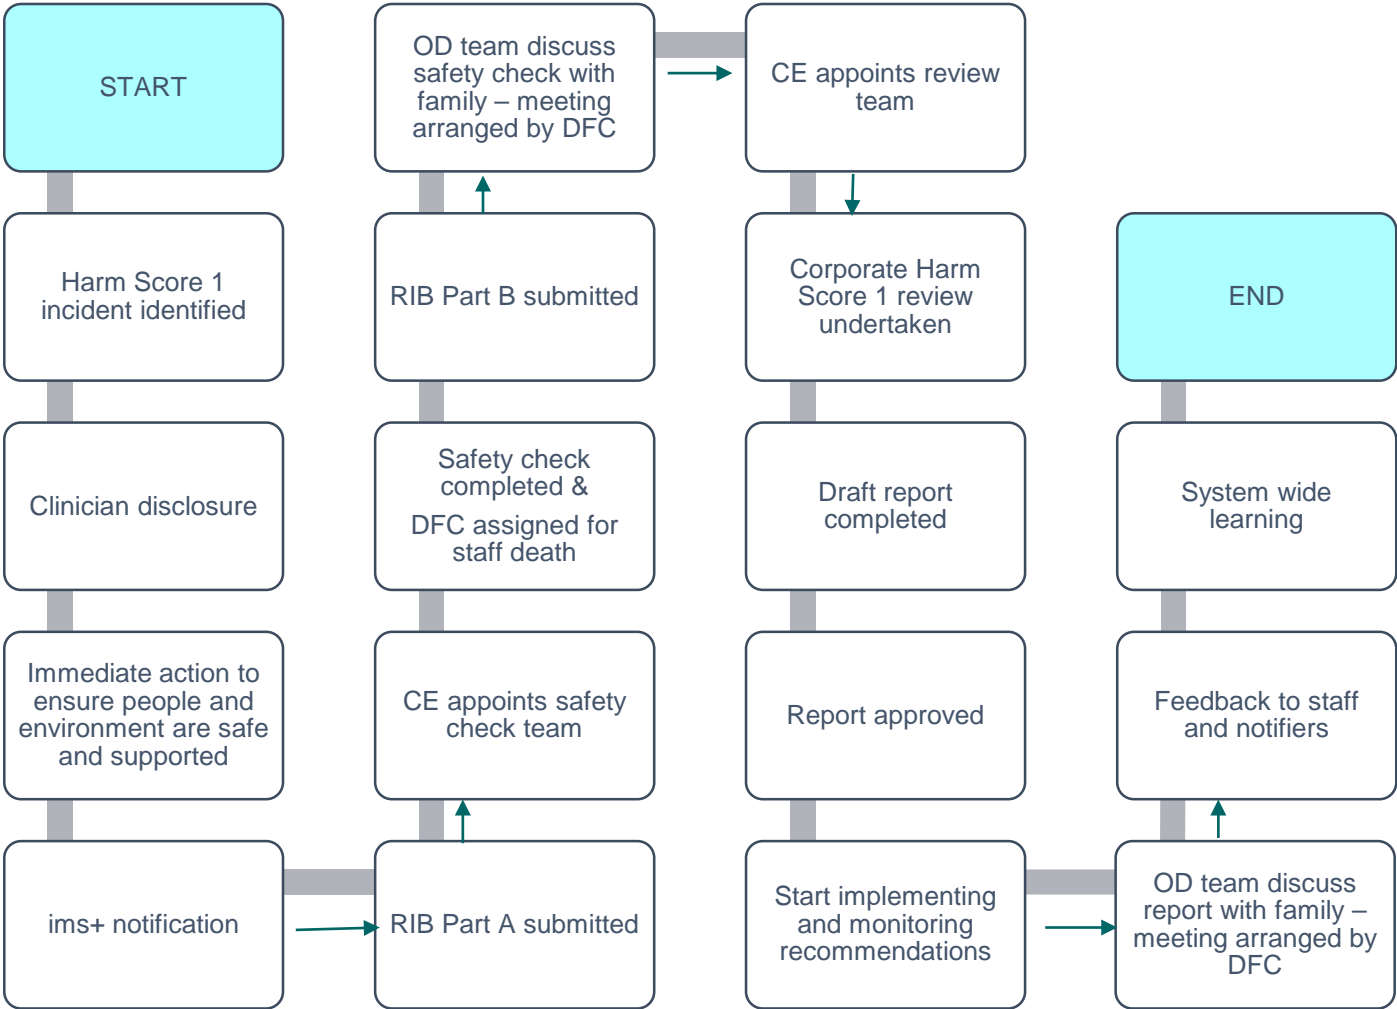 START
Harm Score 1
incident identified
Clinician disclosure
Immediate action to
ensure people and
environment are safe
and supported
ims+ notification
RIB Part A submitted
CE appoints safety
check team
Safety check
completed &
DFC assigned for
staff death
RIB Part B submitted
OD team discuss
safety check with
family – meeting
arranged by DFC
CE appoints review
team
Corporate Harm
Score 1 review
undertaken
Draft report
completed
Report approved
Start implementing
and monitoring
recommendations
OD team discuss
report with family –
meeting arranged by
DFC
Feedback to staff
and notifiers
System wide
learning
END